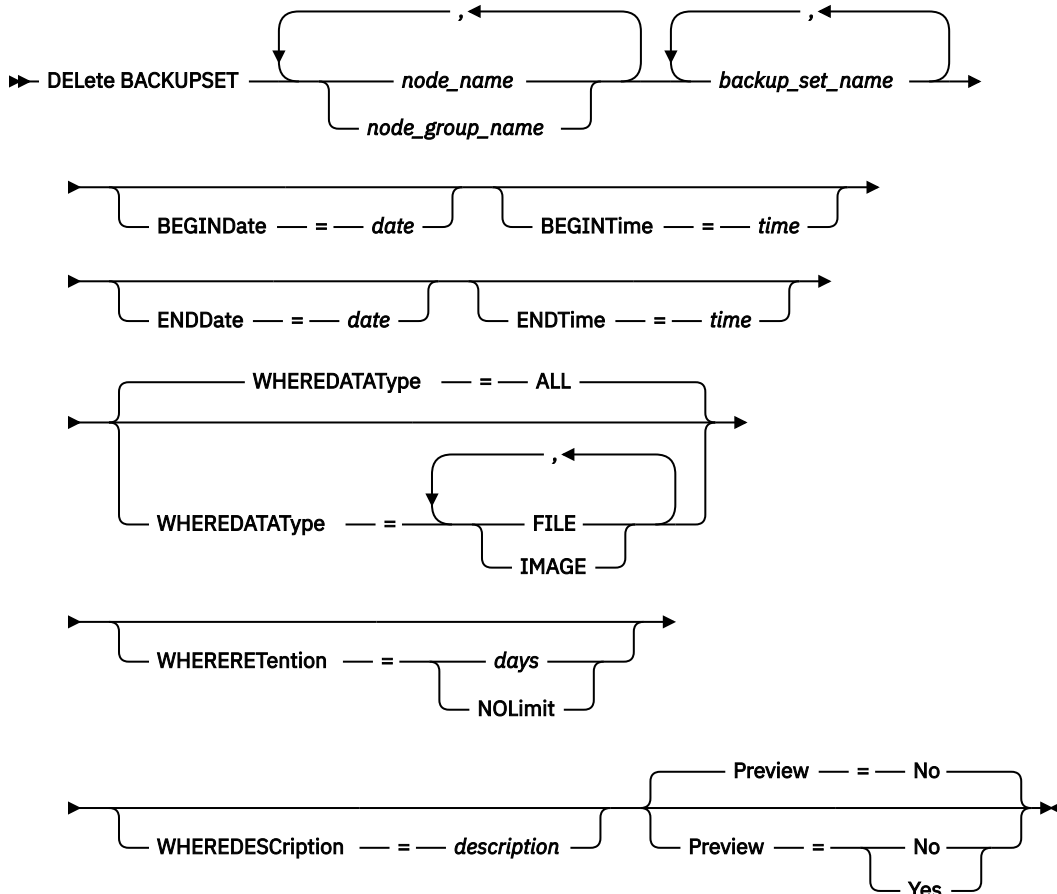 , ,
DELete BACKUPSET node_name backup_set_name
node_group_name
BEGINDate = date BEGINTime = time
ENDDate = date ENDTime = time
WHEREDATAType = ALL
,
WHEREDATAType = FILE
IMAGE
WHERERETention = days
NOLimit
Preview = No
WHEREDESCription = description Preview = No
Yes